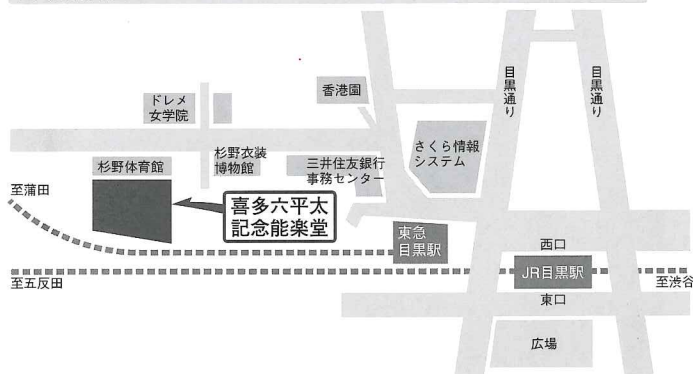 目黒通り
目黒通り
香港園
ドレメ
女学院
さくら情報
システム
杉野衣装
博物館
三井住友銀行
事務センター
杉野体育館
至蒲田
喜多六平太
記念能楽堂
東急
目黒駅
西口
JR目黒駅
至五反田
至渋谷
東口
広場